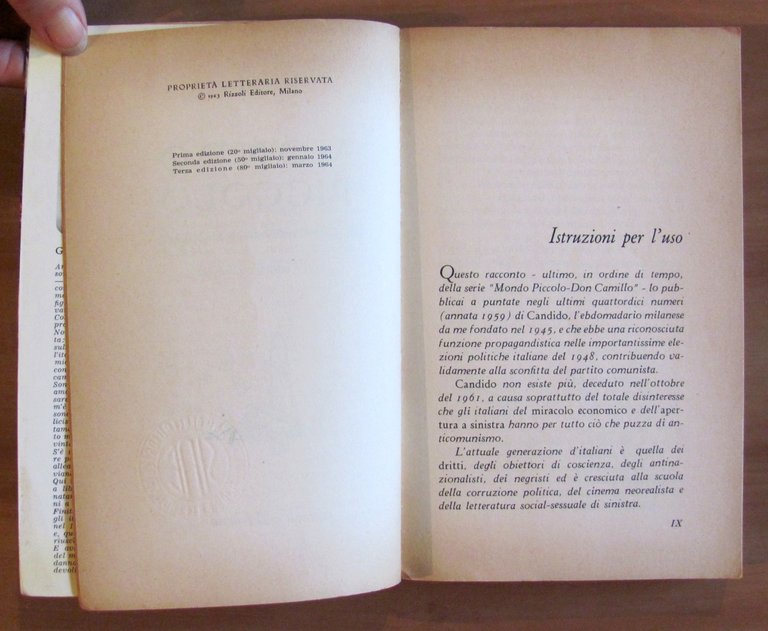 PROPRIETÀ LETTERARIA RISERVATA
© 1963 Rizzoli Editore, Milano
Prima edizione (20º migliaio): novembre 1963
Seconda edizione (50º migliaio): gennaio 1964
Terza edizione (80º migliaio): marzo 1964
Istruzioni per l'uso
Questo racconto - ultimo, in ordine di tempo,
della serie "Mondo Piccolo-Don Camillo" - lo pub-
blicai a puntate negli ultimi quattordici numeri
(annata 1959) di Candido, l'ebdomadario milanese
da me fondato nel 1945, e che ebbe una riconosciuta
funzione propagandistica nelle importantissime ele-
zioni politiche italiane del 1948, contribuendo va-
lidamente alla sconfitta del partito comunista.
Candido non esiste più, deceduto nell'ottobre
del 1961, a causa soprattutto del totale disinteresse
che gli italiani del miracolo economico e dell'aper-
tura a sinistra hanno per tutto ciò che puzza di an-
ticomunismo.
L'attuale generazione d'italiani è quella dei
dritti, degli obiettori di coscienza, degli antina-
zionalisti, dei negristi ed è cresciuta alla scuola
della corruzione politica, del cinema neorealista e
della letteratura social-sessuale di sinistra.
IX